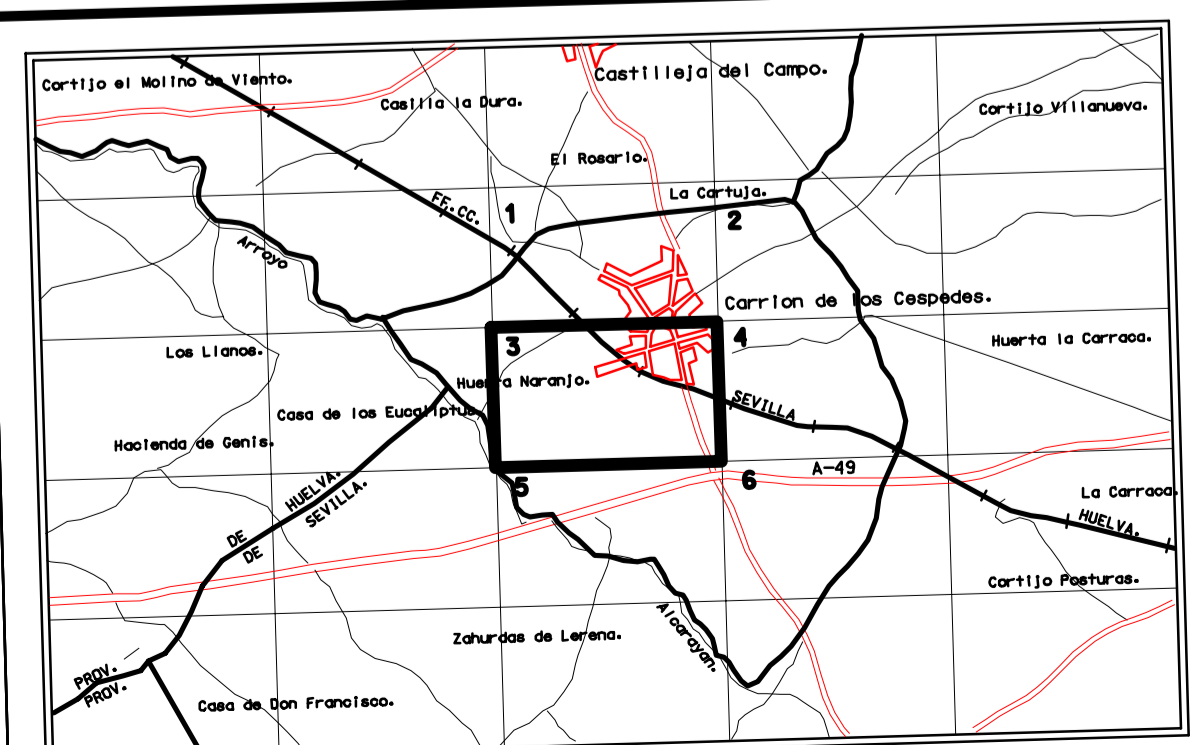 Castilleja del Campo.
Cortijo el Molino de Viento.
Casilla la Dura.
Cortijo Villanueva.
El Rosario.
La Cartuja.
FF.CC.
1
2
Arroyo
Carrion de los Cespedes.
3
4
Huerta la Carraca.
Los Llanos.
Huerta Naranjo.
SEVILLA
Casa de los Eucaliptus
Hacienda de Genis.
A-49
HUELVA.
SEVILLA.
5
6
La Carraca.
HUELVA.
DE
DE
Cortijo Posturas.
Zahurdas de Lerena.
Alcarayan.
PROV.
PROV.
Casa de Don Francisco.